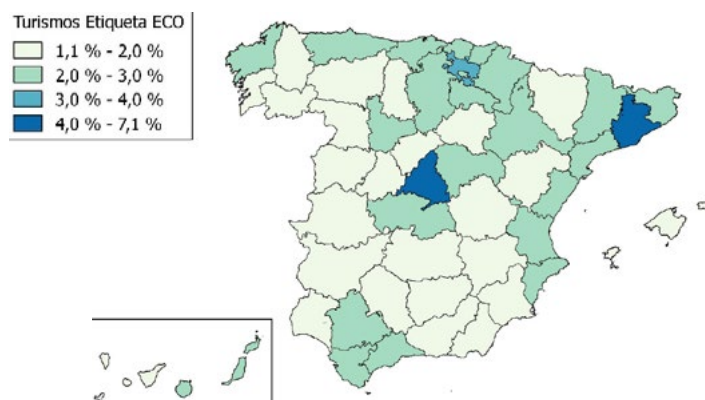 Turismos Etiqueta ECO
1,1 % - 2,0 %
2,0 % - 3,0 %
3,0 % - 4,0 %
4,0 % - 7,1 %